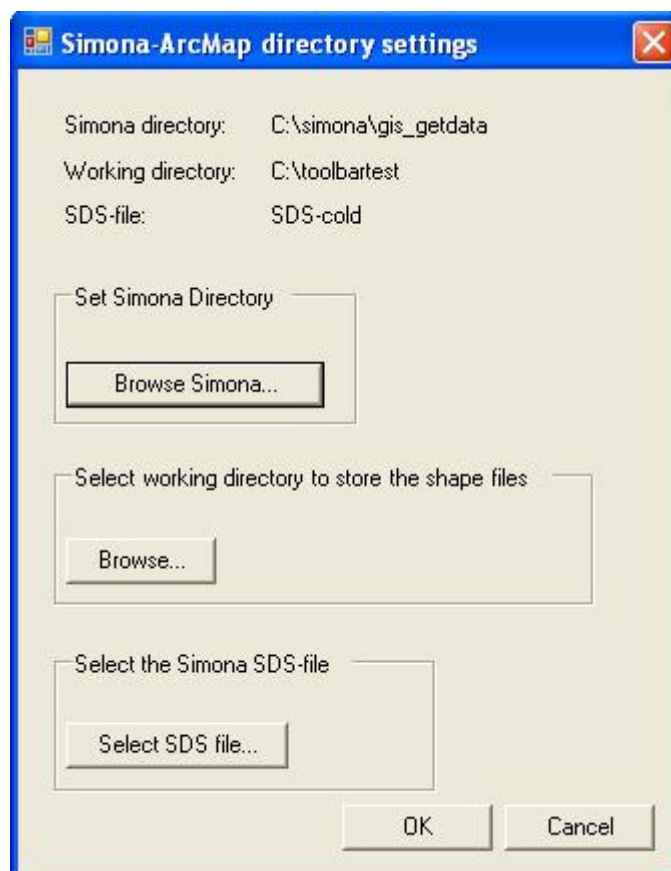 Simona-ArcMap directory settings
Simona directory: C:\simona\gis_getdata
Working directory: C:\toolbartest
SDS-file: SDS-cold
Set Simona Directory
Browse Simona...
Select working directory to store the shape files
Browse...
Select the Simona SDS-file
Select SDS file...
OK Cancel